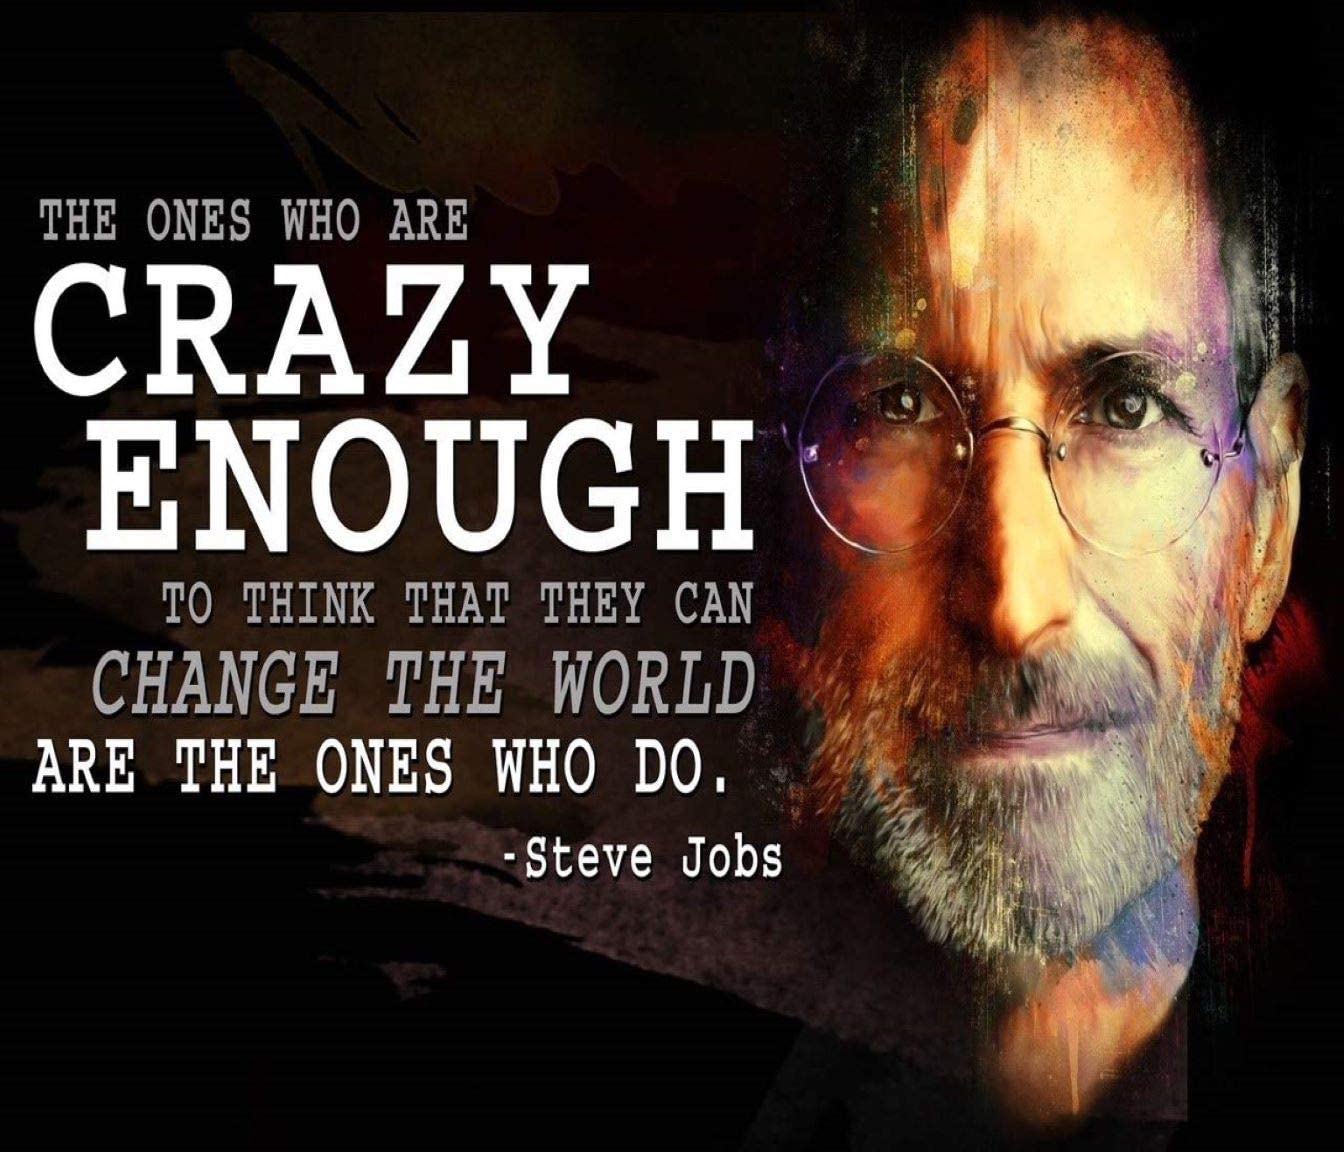 THE ONES WHO ARE
CRAZY
ENOUGH
TO THINK THAT THEY CAN
CHANGE THE WORLD
ARE THE ONES WHO DO.
-Steve Jobs